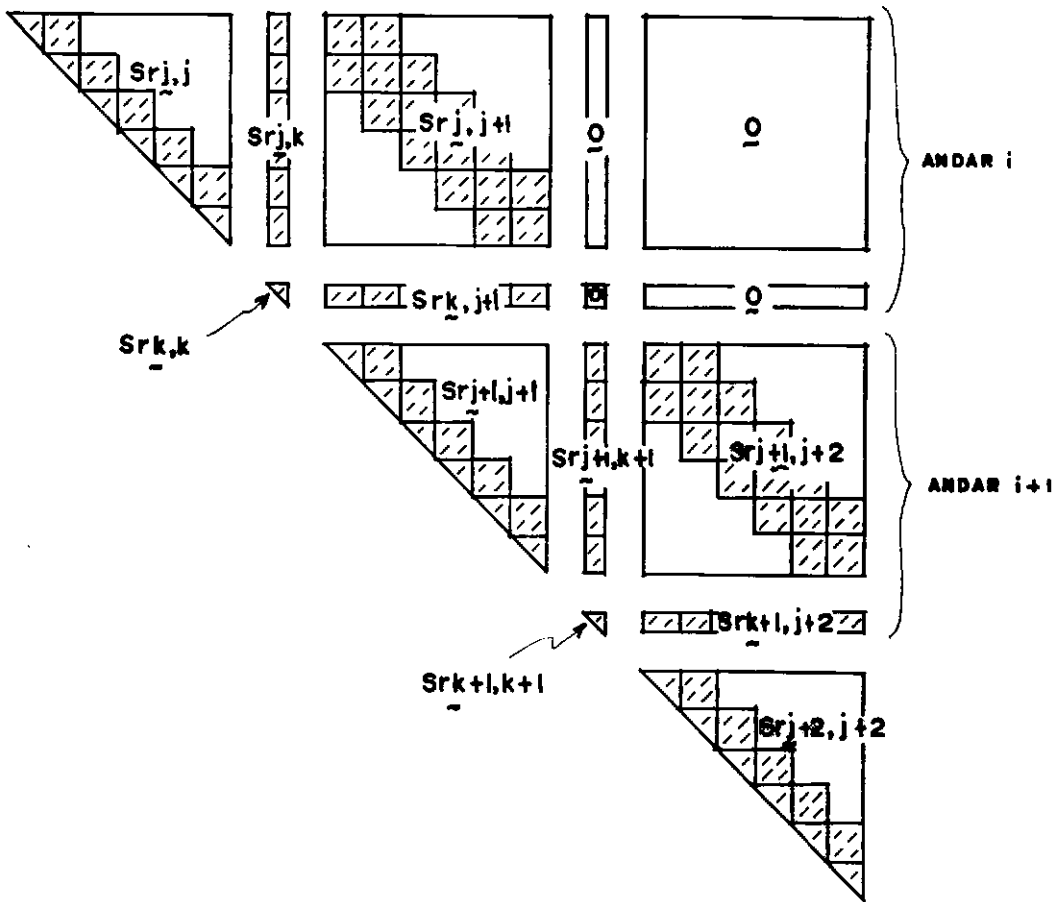 Srj,j
Srj,k
Srj,j+1
0
0
ANDAR i
Srk,k
Srk,j+1
0
0
Srj+1,j+1
Srj+1,k+1
Srj+1,j+2
ANDAR i+1
Srk+1,k+1
Srk+1,j+2
Srj+2,j+2